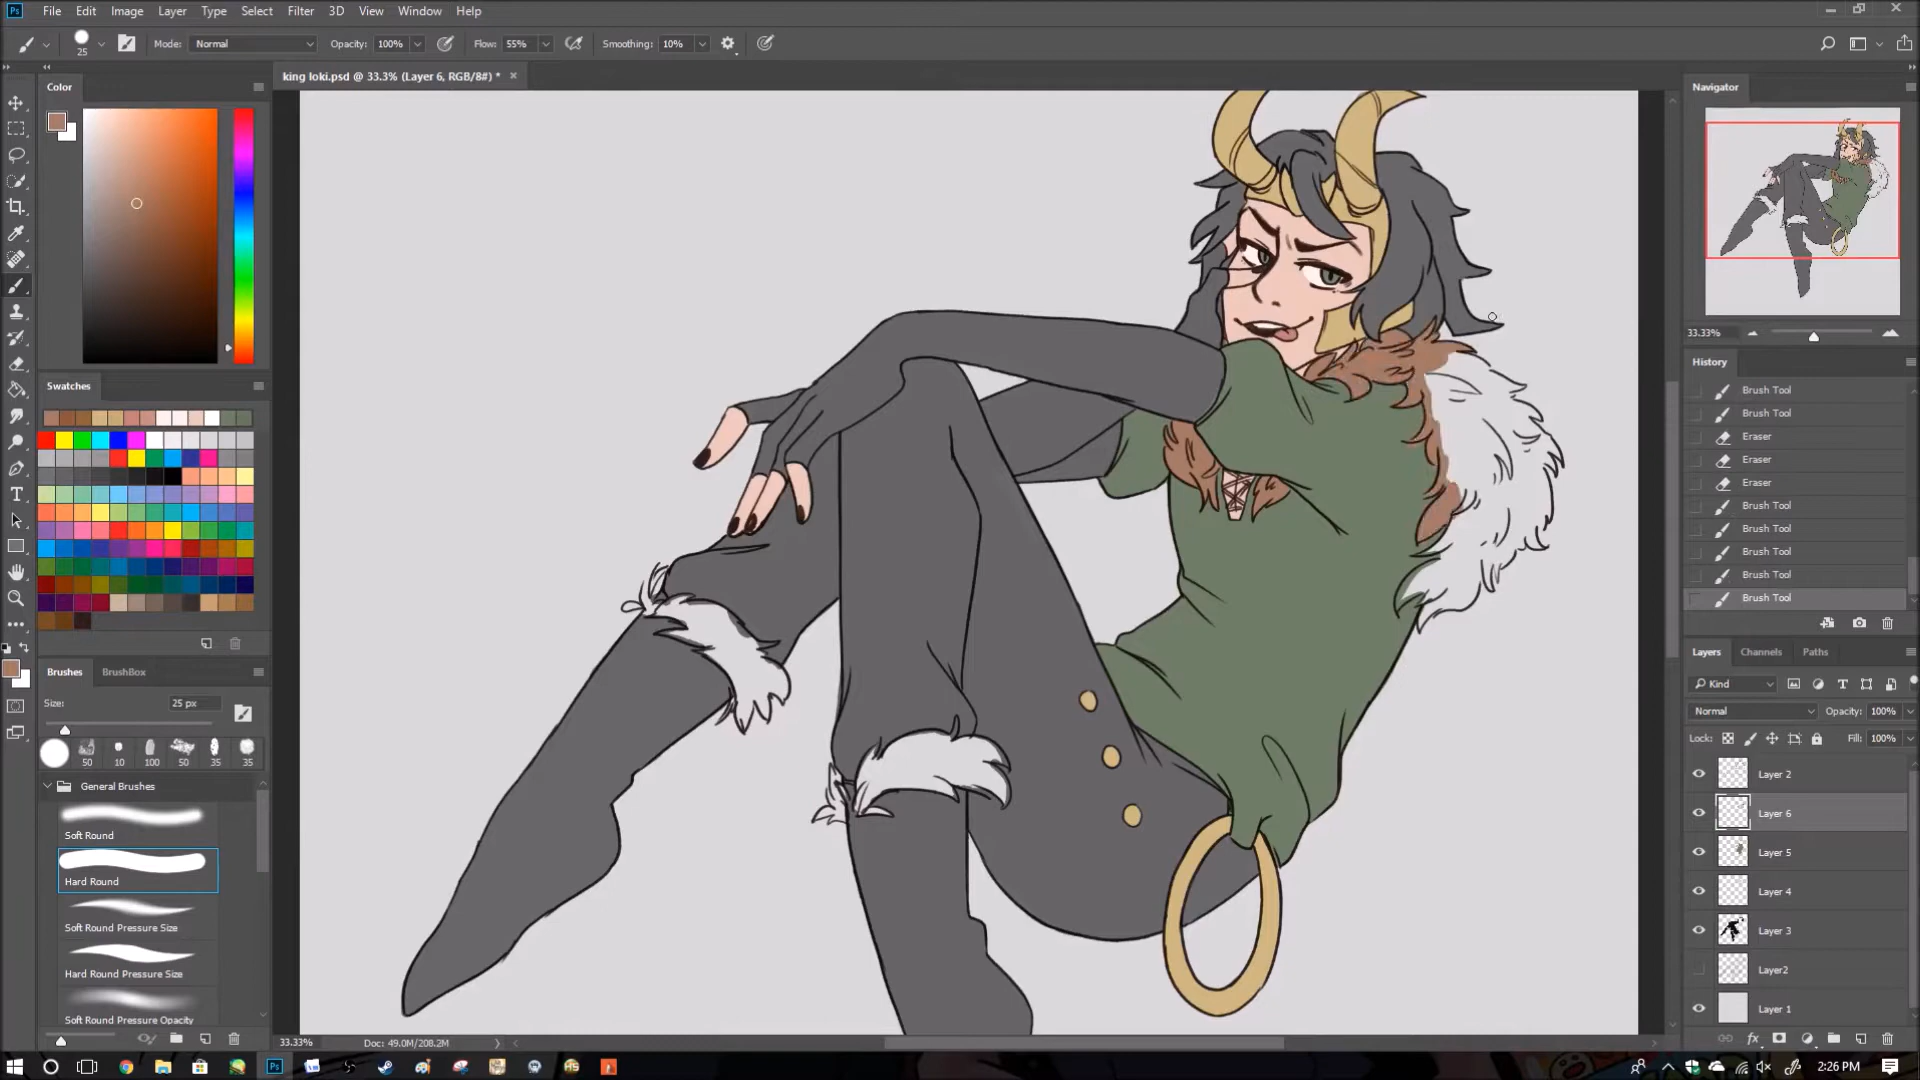 Ps File Edit Image Layer Type Select Filter 3D View Window Help
25 Mode: Normal Opacity: 100% Flow: 55% Smoothing: 10%
king loki.psd @ 33.3% (Layer 6, RGB/8#) *
Color
Swatches
Brushes BrushBox
Size: 25 px
50 10 100 50 35 35
General Brushes
Soft Round
Hard Round
Soft Round Pressure Size
Hard Round Pressure Size
Soft Round Pressure Opacity
33.33% Doc: 49.0M/208.2M
Navigator
33.33%
History
Brush Tool
Brush Tool
Eraser
Eraser
Eraser
Brush Tool
Brush Tool
Brush Tool
Brush Tool
Brush Tool
Layers Channels Paths
Kind
Normal Opacity: 100%
Lock: Fill: 100%
Layer 2
Layer 6
Layer 5
Layer 4
Layer 3
Layer2
Layer 1
fx
Ps HS 2:26 PM